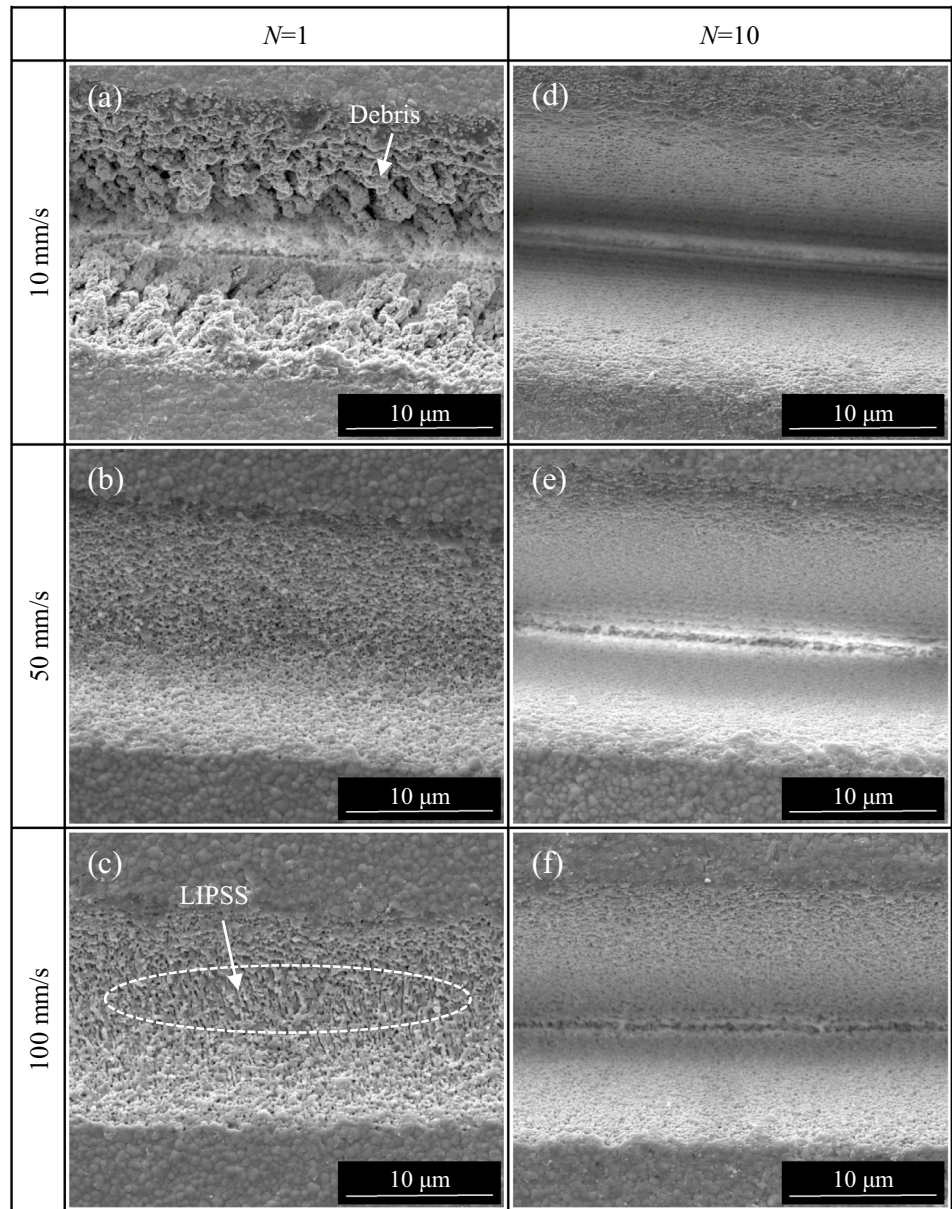 N=1
N=10
10 mm/s
(a)
Debris
10 μm
(d)
10 μm
50 mm/s
(b)
10 μm
(e)
10 μm
100 mm/s
(c)
LIPSS
10 μm
(f)
10 μm